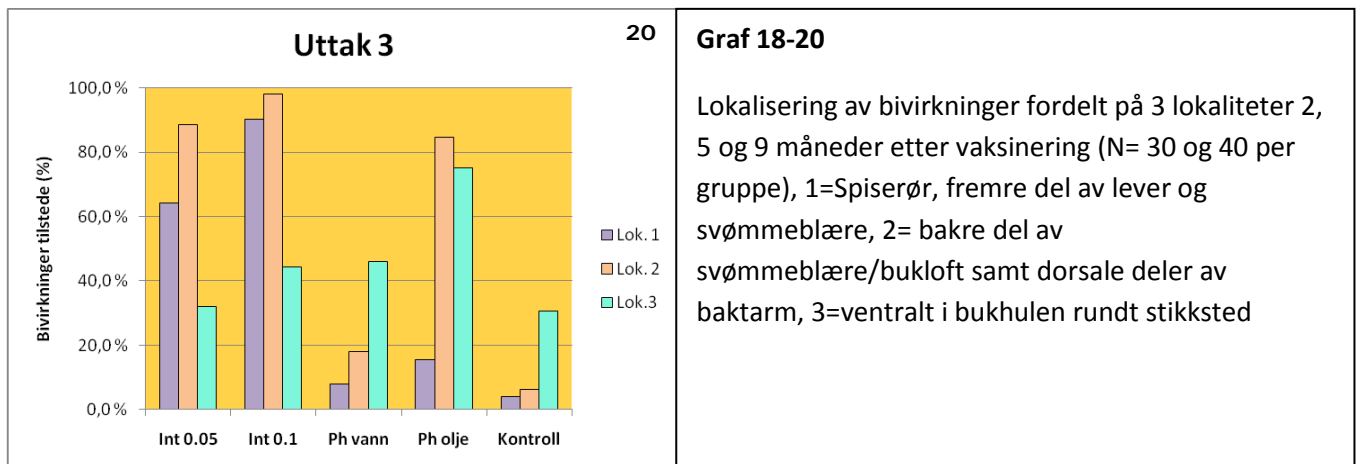 Uttak 3
20
100,0 %
80,0 %
60,0 %
40,0 %
20,0 %
0,0 %
Bivirkninger tilstede (%)
Int 0.05
Int 0.1
Ph vann
Ph olje
Kontroll
Lok. 1
Lok. 2
Lok.3
Graf 18-20
Lokalisering av bivirkninger fordelt på 3 lokaliteter 2,
5 og 9 måneder etter vaksinering (N= 30 og 40 per
gruppe), 1=Spiserør, fremre del av lever og
svømmeblære, 2= bakre del av
svømmeblære/bukloft samt dorsale deler av
baktarm, 3=ventralt i bukhulen rundt stikksted